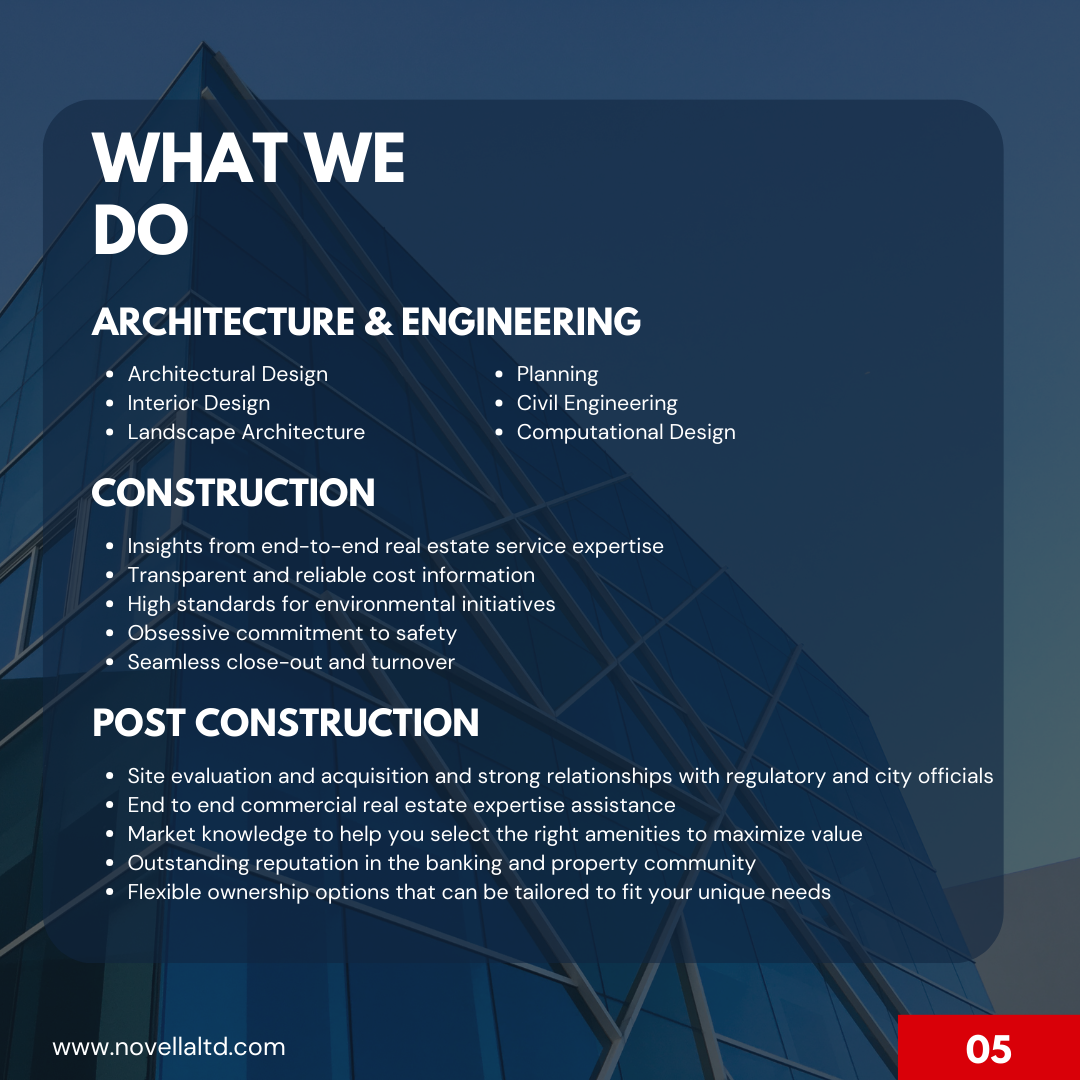 WHAT WE
DO
ARCHITECTURE & ENGINEERING
• Architectural Design
• Interior Design
• Landscape Architecture
• Planning
• Civil Engineering
• Computational Design
CONSTRUCTION
• Insights from end-to-end real estate service expertise
• Transparent and reliable cost information
• High standards for environmental initiatives
• Obsessive commitment to safety
• Seamless close-out and turnover
POST CONSTRUCTION
• Site evaluation and acquisition and strong relationships with regulatory and city officials
• End to end commercial real estate expertise assistance
• Market knowledge to help you select the right amenities to maximize value
• Outstanding reputation in the banking and property community
• Flexible ownership options that can be tailored to fit your unique needs
www.novellaltd.com
05